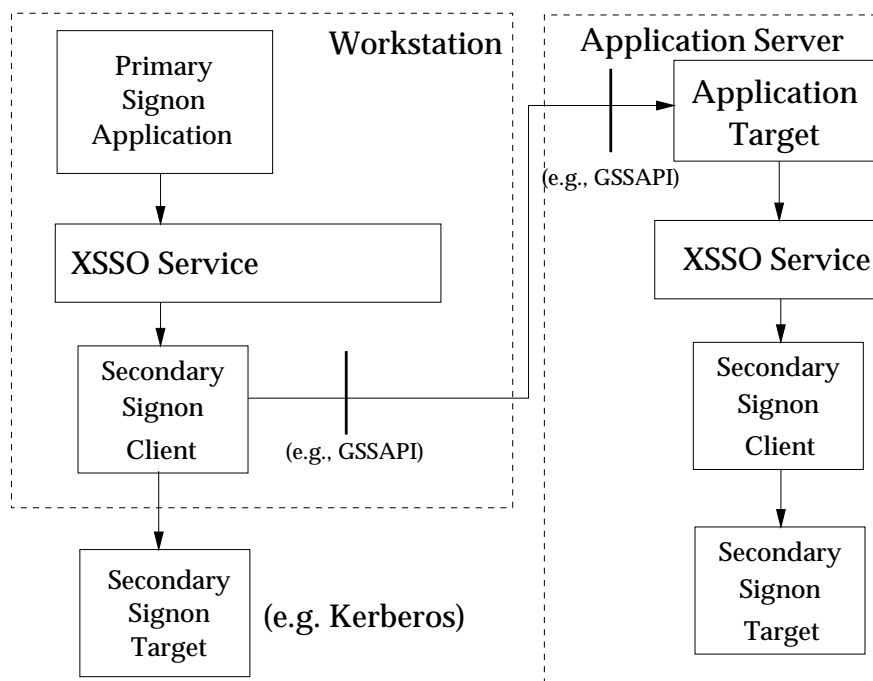 Workstation
Primary
Signon
Application
XSSO Service
Secondary
Signon
Client
(e.g., GSSAPI)
Secondary
Signon
Target
(e.g. Kerberos)
Application Server
Application
Target
(e.g., GSSAPI)
XSSO Service
Secondary
Signon
Client
Secondary
Signon
Target